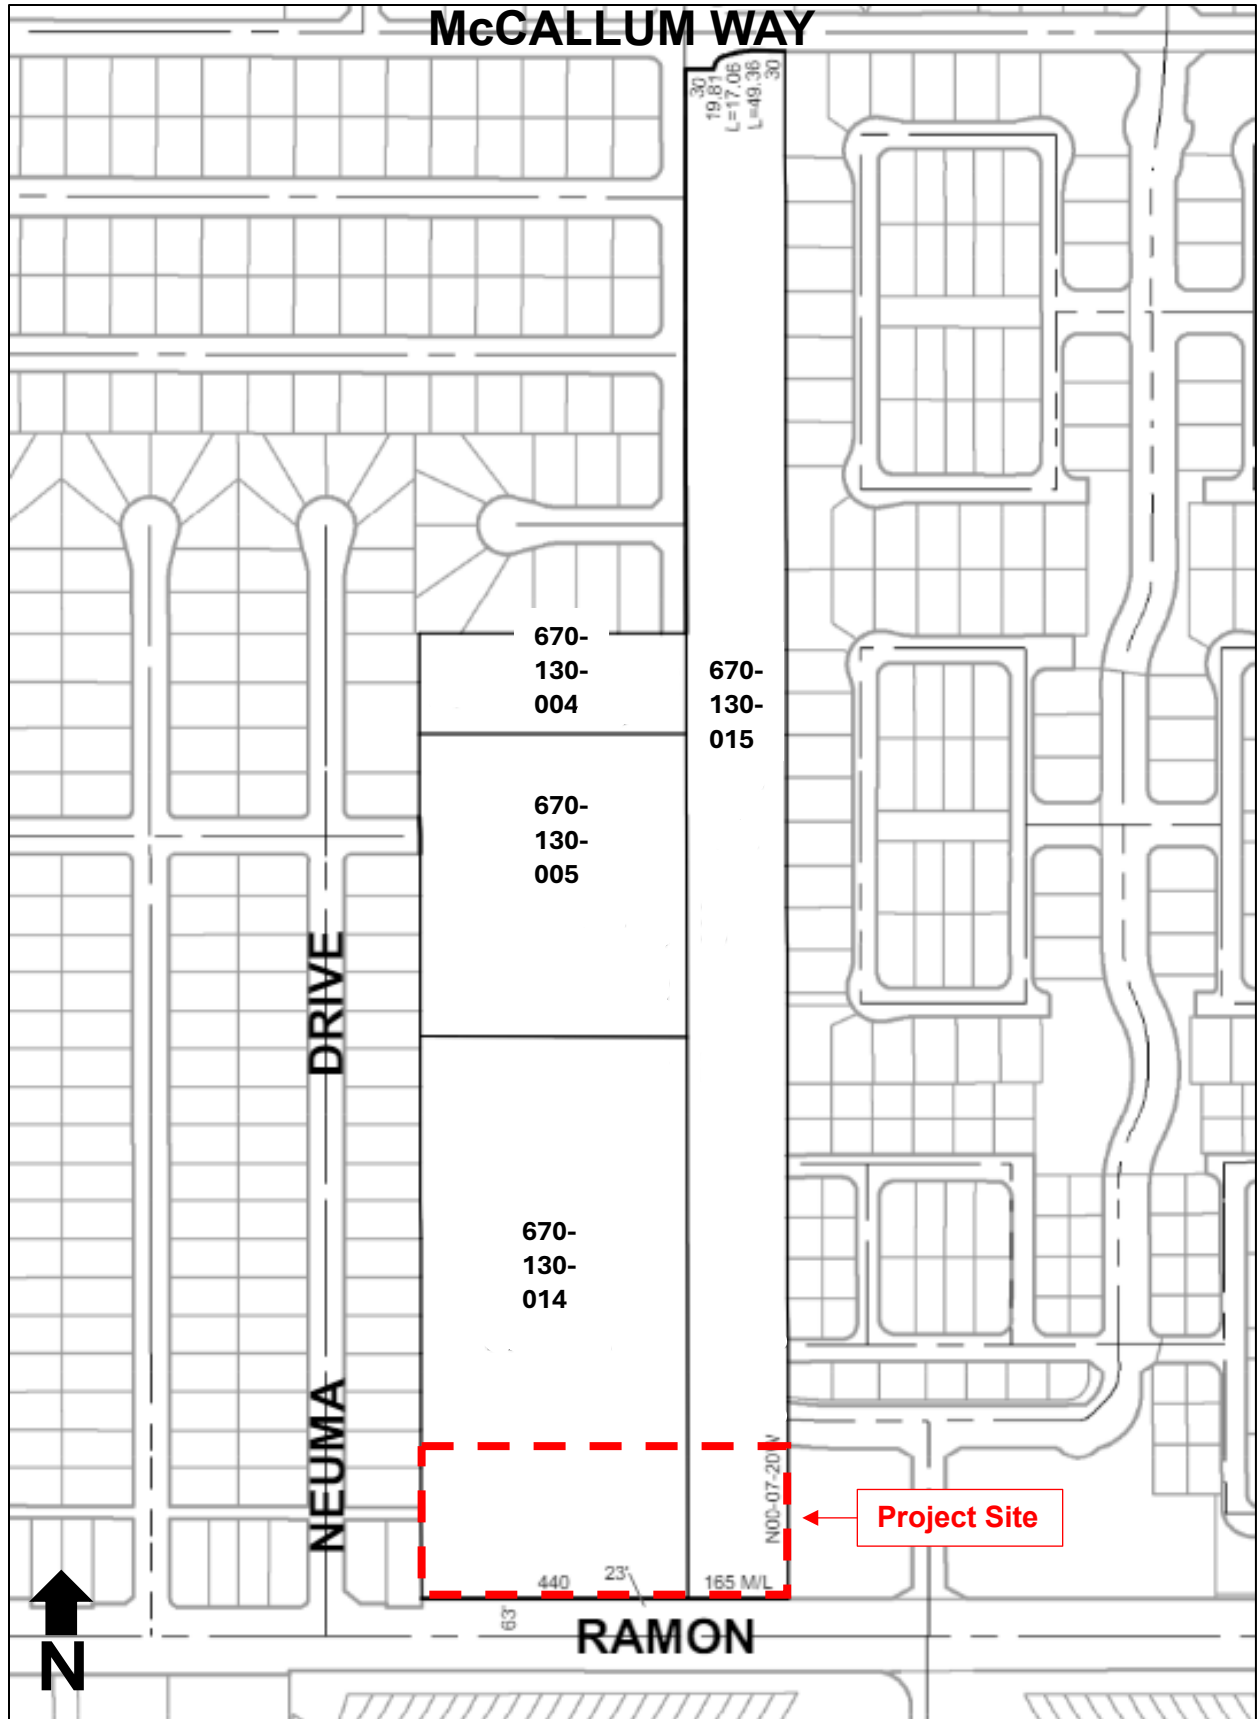 McCALLUM WAY
30
19.81
L=17.06
L=49.36
30
670-
130-
004
670-
130-
015
670-
130-
005
DRIVE
670-
130-
014
NEUMA
N00-07-20W
Project Site
440
23'
165 M/L
63'
RAMON
N